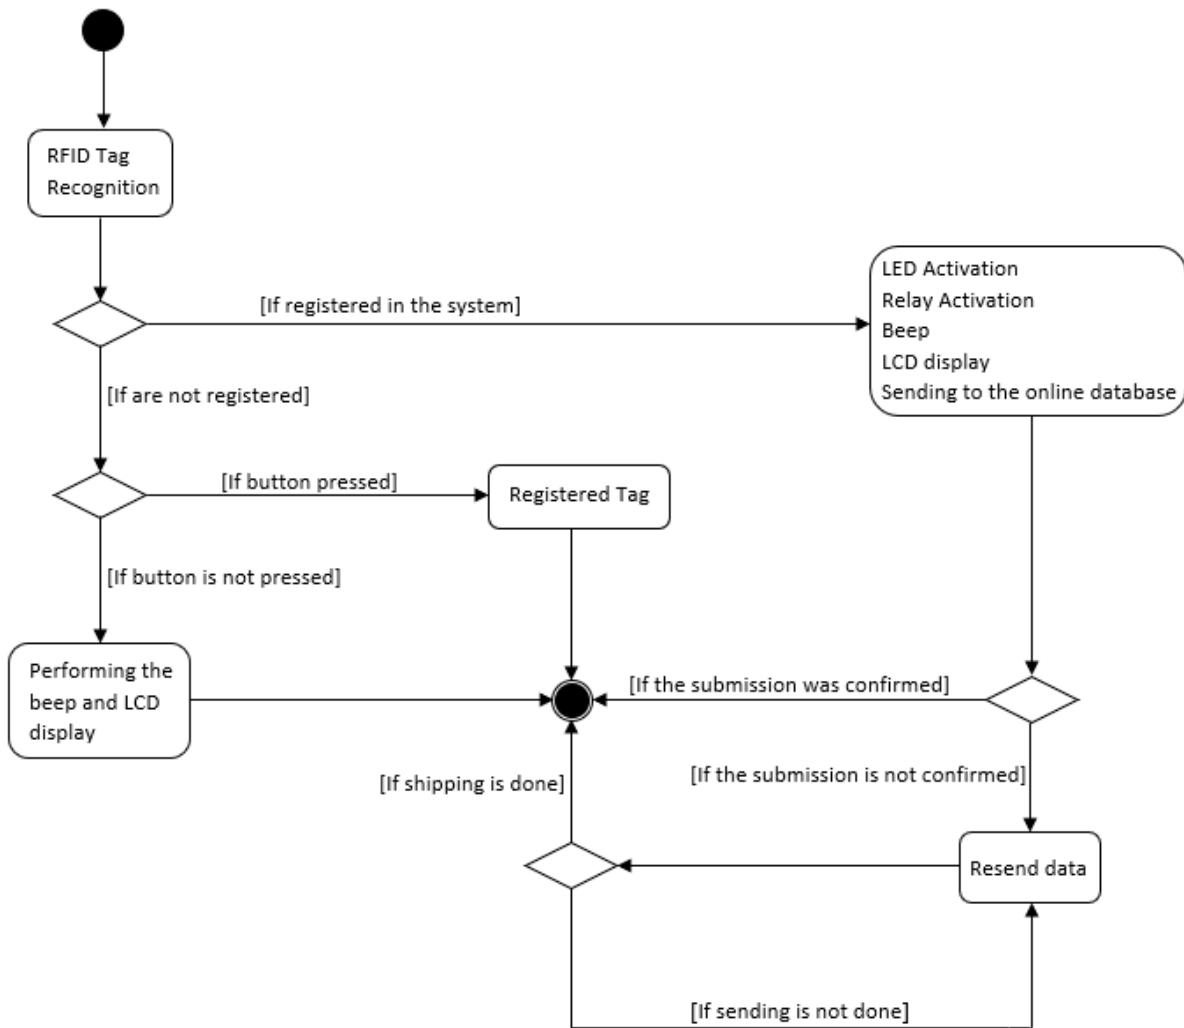 RFID Tag
Recognition
LED Activation
[If registered in the system]
Relay Activation
Beep
LCD display
Sending to the online database
[If are not registered]
[If button pressed]
Registered Tag
[If button is not pressed]
Performing the
beep and LCD
display
[If the submission was confirmed]
[If shipping is done]
[If the submission is not confirmed]
Resend data
[If sending is not done]